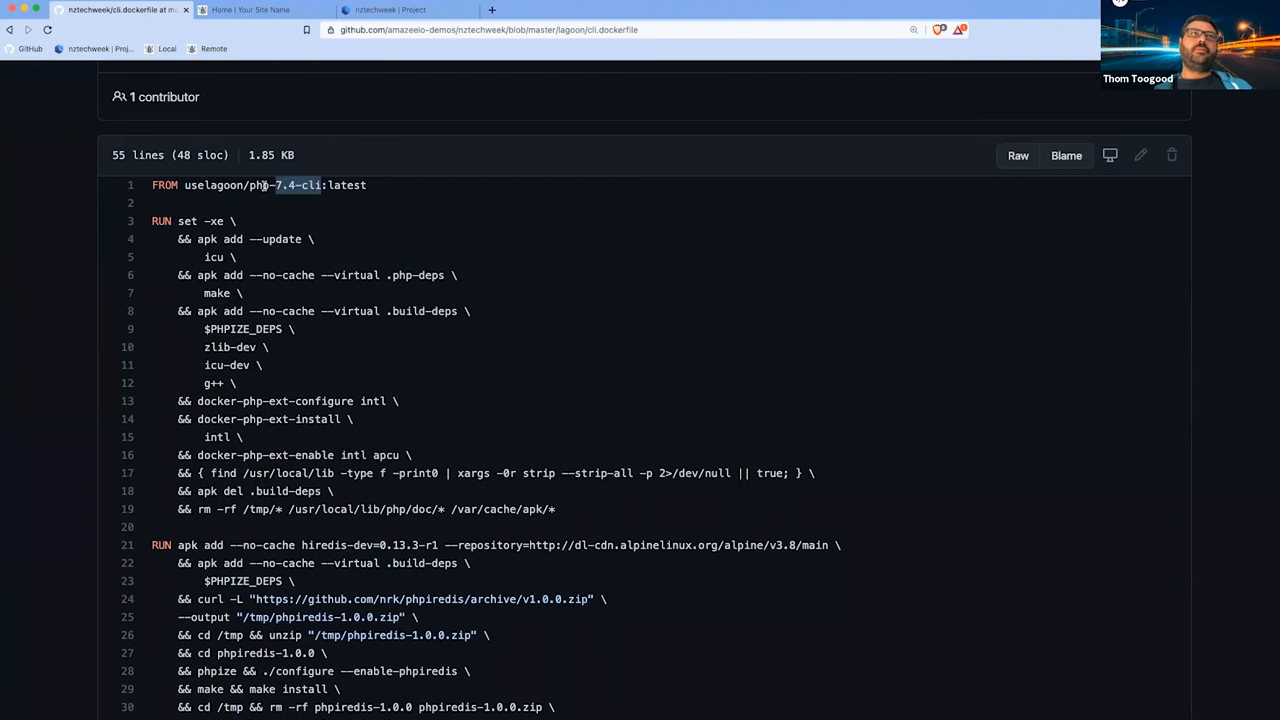 nztechweek/cli.dockerfile at m
Home | Your Site Name
nztechweek | Project
github.com/amazeeio-demos/nztechweek/blob/master/lagoon/cli.dockerfile
GitHub
nztechweek | Proj...
Local
Remote
Thom Toogood
1 contributor
55 lines (48 sloc) 1.85 KB
Raw
Blame
1 FROM uselagoon/php-7.4-cli:latest
2
3 RUN set -xe \
4 && apk add --update \
5 icu \
6 && apk add --no-cache --virtual .php-deps \
7 make \
8 && apk add --no-cache --virtual .build-deps \
9 $PHPIZE_DEPS \
10 zlib-dev \
11 icu-dev \
12 g++ \
13 && docker-php-ext-configure intl \
14 && docker-php-ext-install \
15 intl \
16 && docker-php-ext-enable intl apcu \
17 && { find /usr/local/lib -type f -print0 | xargs -0r strip --strip-all -p 2>/dev/null || true; } \
18 && apk del .build-deps \
19 && rm -rf /tmp/* /usr/local/lib/php/doc/* /var/cache/apk/*
20
21 RUN apk add --no-cache hiredis-dev=0.13.3-r1 --repository=http://dl-cdn.alpinelinux.org/alpine/v3.8/main \
22 && apk add --no-cache --virtual .build-deps \
23 $PHPIZE_DEPS \
24 && curl -L "https://github.com/nrk/phpiredis/archive/v1.0.0.zip" \
25 --output "/tmp/phpiredis-1.0.0.zip" \
26 && cd /tmp && unzip "/tmp/phpiredis-1.0.0.zip" \
27 && cd phpiredis-1.0.0 \
28 && phpize && ./configure --enable-phpiredis \
29 && make && make install \
30 && cd /tmp && rm -rf phpiredis-1.0.0 phpiredis-1.0.0.zip \